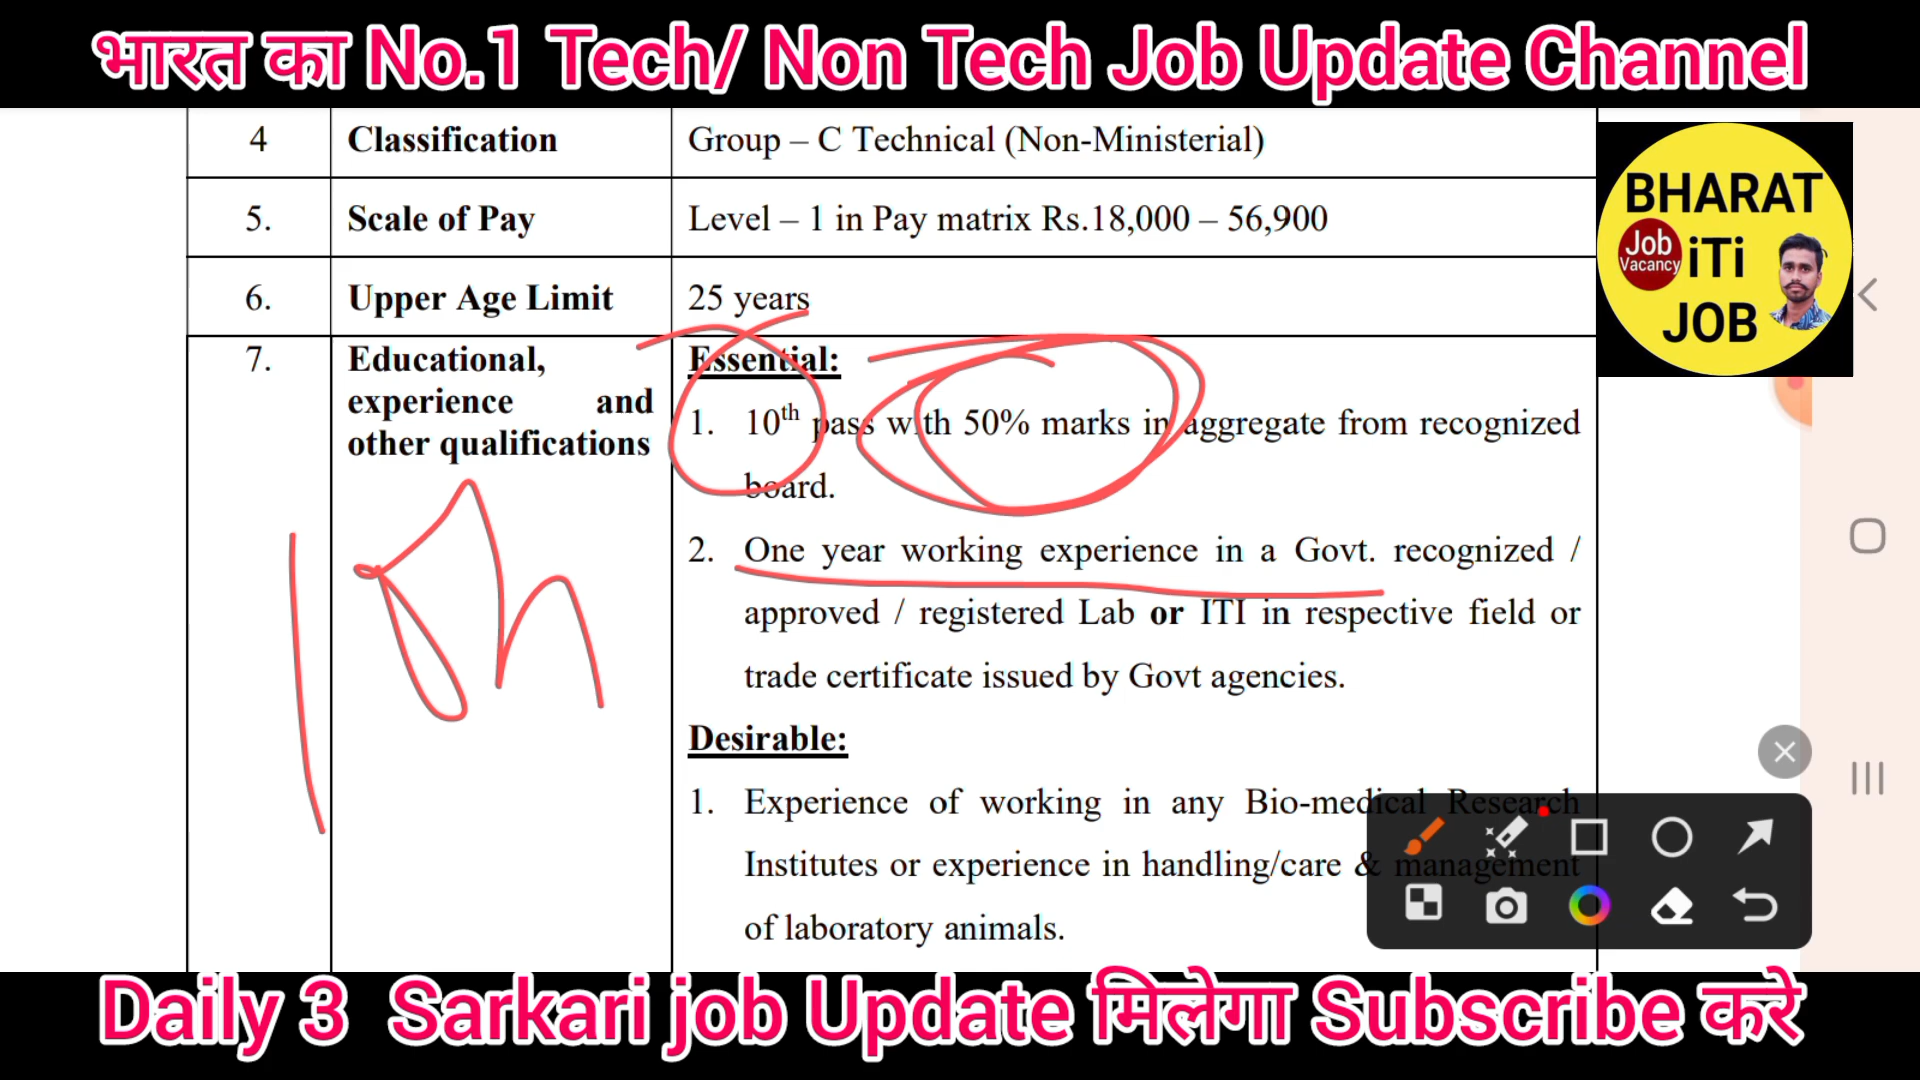 भारत का No.1 Tech/ Non Tech Job Update Channel
4 Classification Group – C Technical (Non-Ministerial)
5. Scale of Pay Level – 1 in Pay matrix Rs.18,000 – 56,900
6. Upper Age Limit 25 years
7. Educational, experience and other qualifications
Essential:
1. 10th pass with 50% marks in aggregate from recognized
board.
2. One year working experience in a Govt. recognized /
approved / registered Lab or ITI in respective field or
trade certificate issued by Govt agencies.
Desirable:
1. Experience of working in any Bio-medical Research
Institutes or experience in handling/care & management
of laboratory animals.
BHARAT
Job
Vacancy
iTi
JOB
10th
Daily 3 Sarkari job Update मिलेगा Subscribe करे